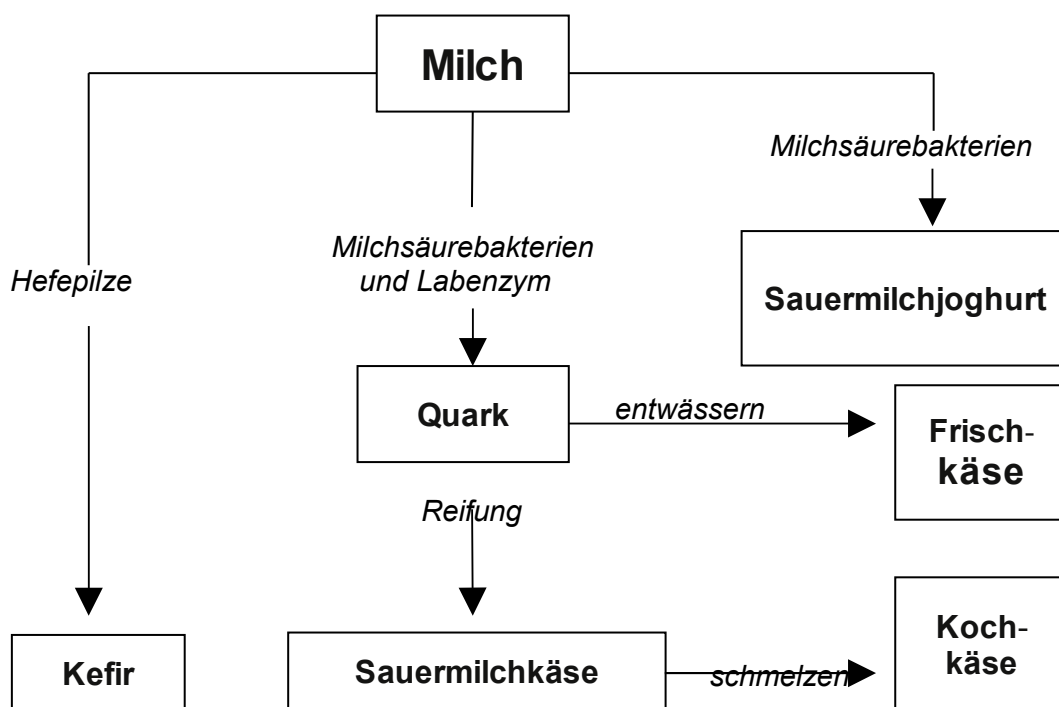 Milch
Milchsäurebakterien
Milchsäurebakterien
und Labenzym
Hefepilze
Sauermilchjoghurt
Quark
entwässern
Frisch-
käse
Reifung
Kefir
Sauermilchkäse
schmelzen
Koch-
käse